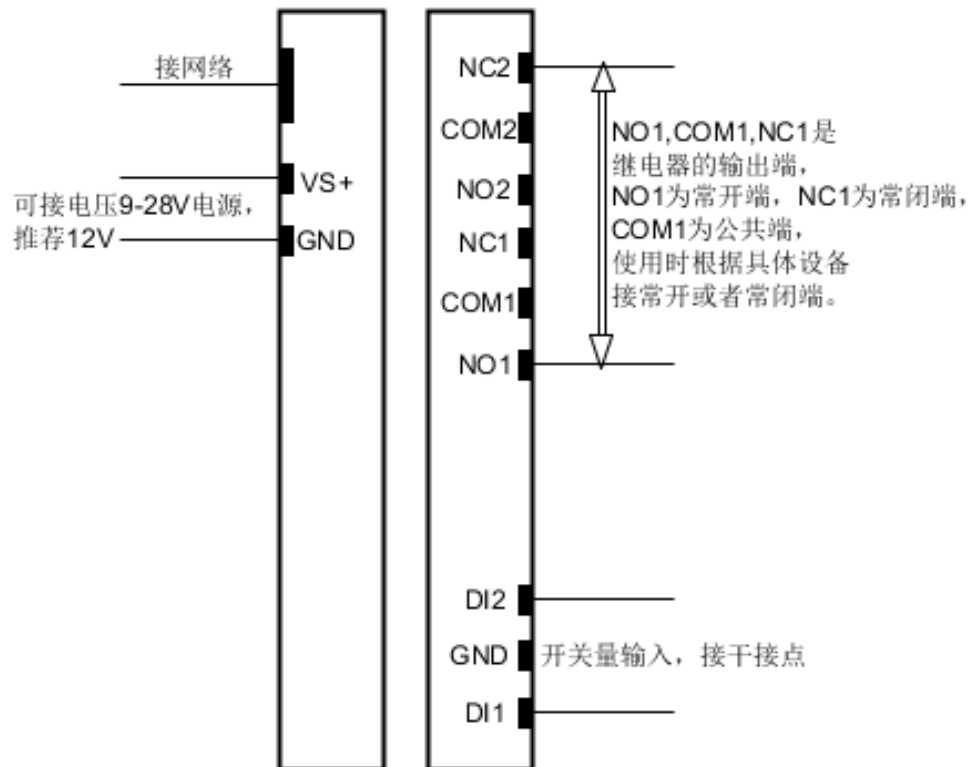 接网络
VS+
可接电压9-28V电源，
推荐12V
GND
NC2
COM2
NO2
NC1
COM1
NO1
NO1,COM1,NC1是
继电器的输出端，
NO1为常开端，NC1为常闭端，
COM1为公共端，
使用时根据具体设备
接常开或者常闭端。
DI2
GND
开关量输入，接干接点
DI1